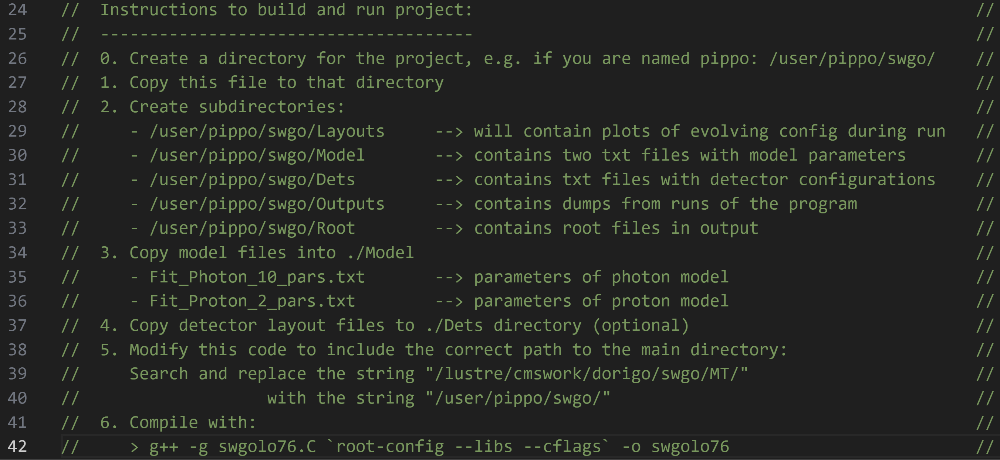 24 // Instructions to build and run project: //
25 // -------------------------------------- //
26 // 0. Create a directory for the project, e.g. if you are named pippo: /user/pippo/swgo/ //
27 // 1. Copy this file to that directory //
28 // 2. Create subdirectories: //
29 // - /user/pippo/swgo/Layouts --> will contain plots of evolving config during run //
30 // - /user/pippo/swgo/Model --> contains two txt files with model parameters //
31 // - /user/pippo/swgo/Dets --> contains txt files with detector configurations //
32 // - /user/pippo/swgo/Outputs --> contains dumps from runs of the program //
33 // - /user/pippo/swgo/Root --> contains root files in output //
34 // 3. Copy model files into ./Model //
35 // - Fit_Photon_10_pars.txt --> parameters of photon model //
36 // - Fit_Proton_2_pars.txt --> parameters of proton model //
37 // 4. Copy detector layout files to ./Dets directory (optional) //
38 // 5. Modify this code to include the correct path to the main directory: //
39 // Search and replace the string "/lustre/cmswork/dorigo/swgo/MT/" //
40 // with the string "/user/pippo/swgo/" //
41 // 6. Compile with: //
42 // > g++ -g swgolo76.C `root-config --libs --cflags` -o swgolo76 //